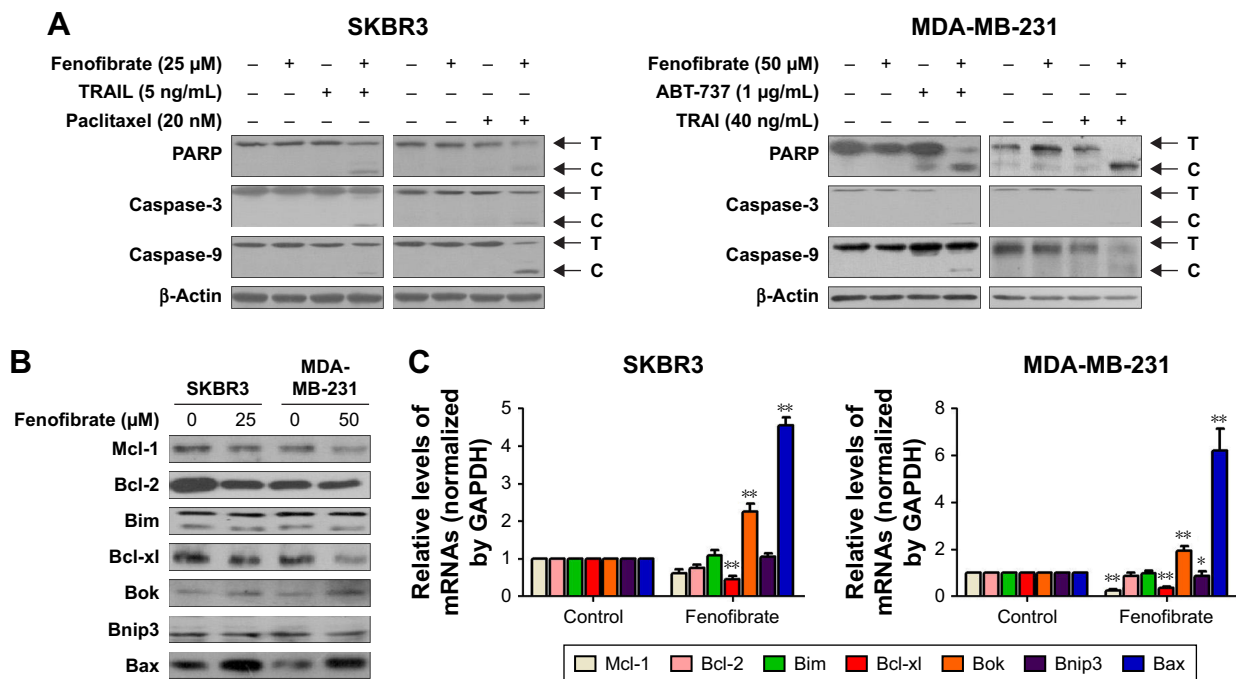 A
SKBR3
MDA-MB-231
Fenofibrate (25 µM) – + – + – + – +
TRAIL (5 ng/mL) – – + + – – – –
Paclitaxel (20 nM) – – – – – – + +
PARP
T
C
Caspase-3
T
C
Caspase-9
T
C
β-Actin
Fenofibrate (50 µM) – + – + – + – +
ABT-737 (1 µg/mL) – – + + – – – –
TRAI (40 ng/mL) – – – – – – + +
PARP
T
C
Caspase-3
T
C
Caspase-9
T
C
β-Actin
B
SKBR3
MDA-
MB-231
Fenofibrate (µM) 0 25 0 50
Mcl-1
Bcl-2
Bim
Bcl-xl
Bok
Bnip3
Bax
C
SKBR3
Relative levels of
mRNAs (normalized
by GAPDH)
5
4
3
2
1
0
**
**
**
Control Fenofibrate
MDA-MB-231
Relative levels of
mRNAs (normalized
by GAPDH)
8
6
4
2
0
**
**
**
*
**
Control Fenofibrate
Mcl-1 Bcl-2 Bim Bcl-xl Bok Bnip3 Bax